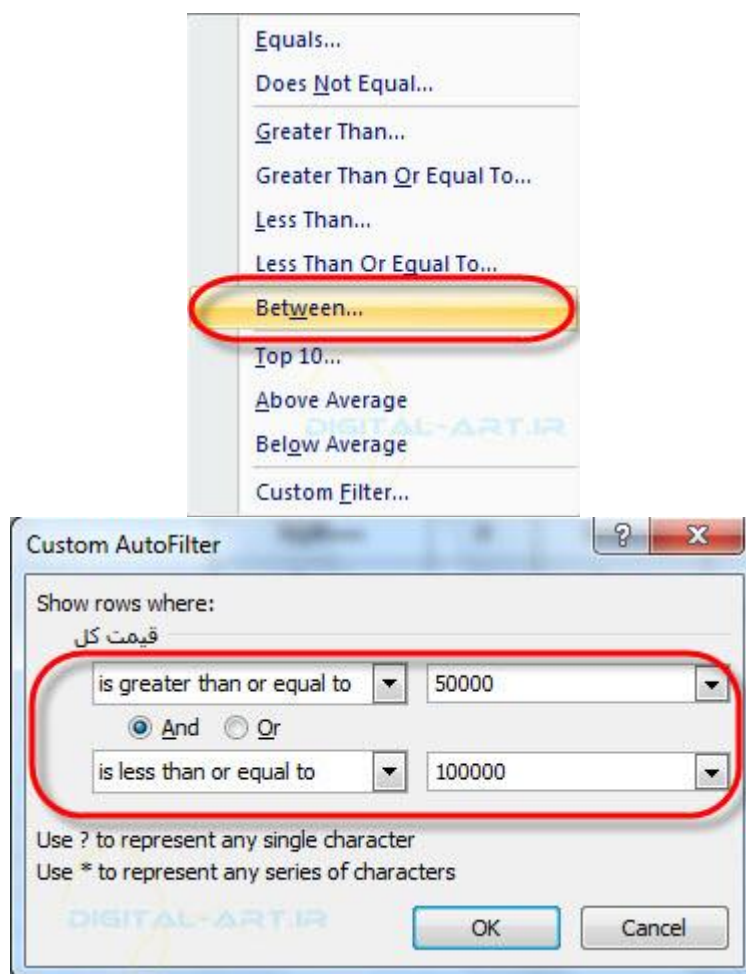 Equals...
Does Not Equal...
Greater Than...
Greater Than Or Equal To...
Less Than...
Less Than Or Equal To...
Between...
Top 10...
Above Average
DIGITAL-ART.IR
Below Average
Custom Filter...
Custom AutoFilter
Show rows where:
قیمت کل
is greater than or equal to 50000
And Or
is less than or equal to 100000
Use ? to represent any single character
Use * to represent any series of characters
DIGITAL-ART.IR
OK Cancel